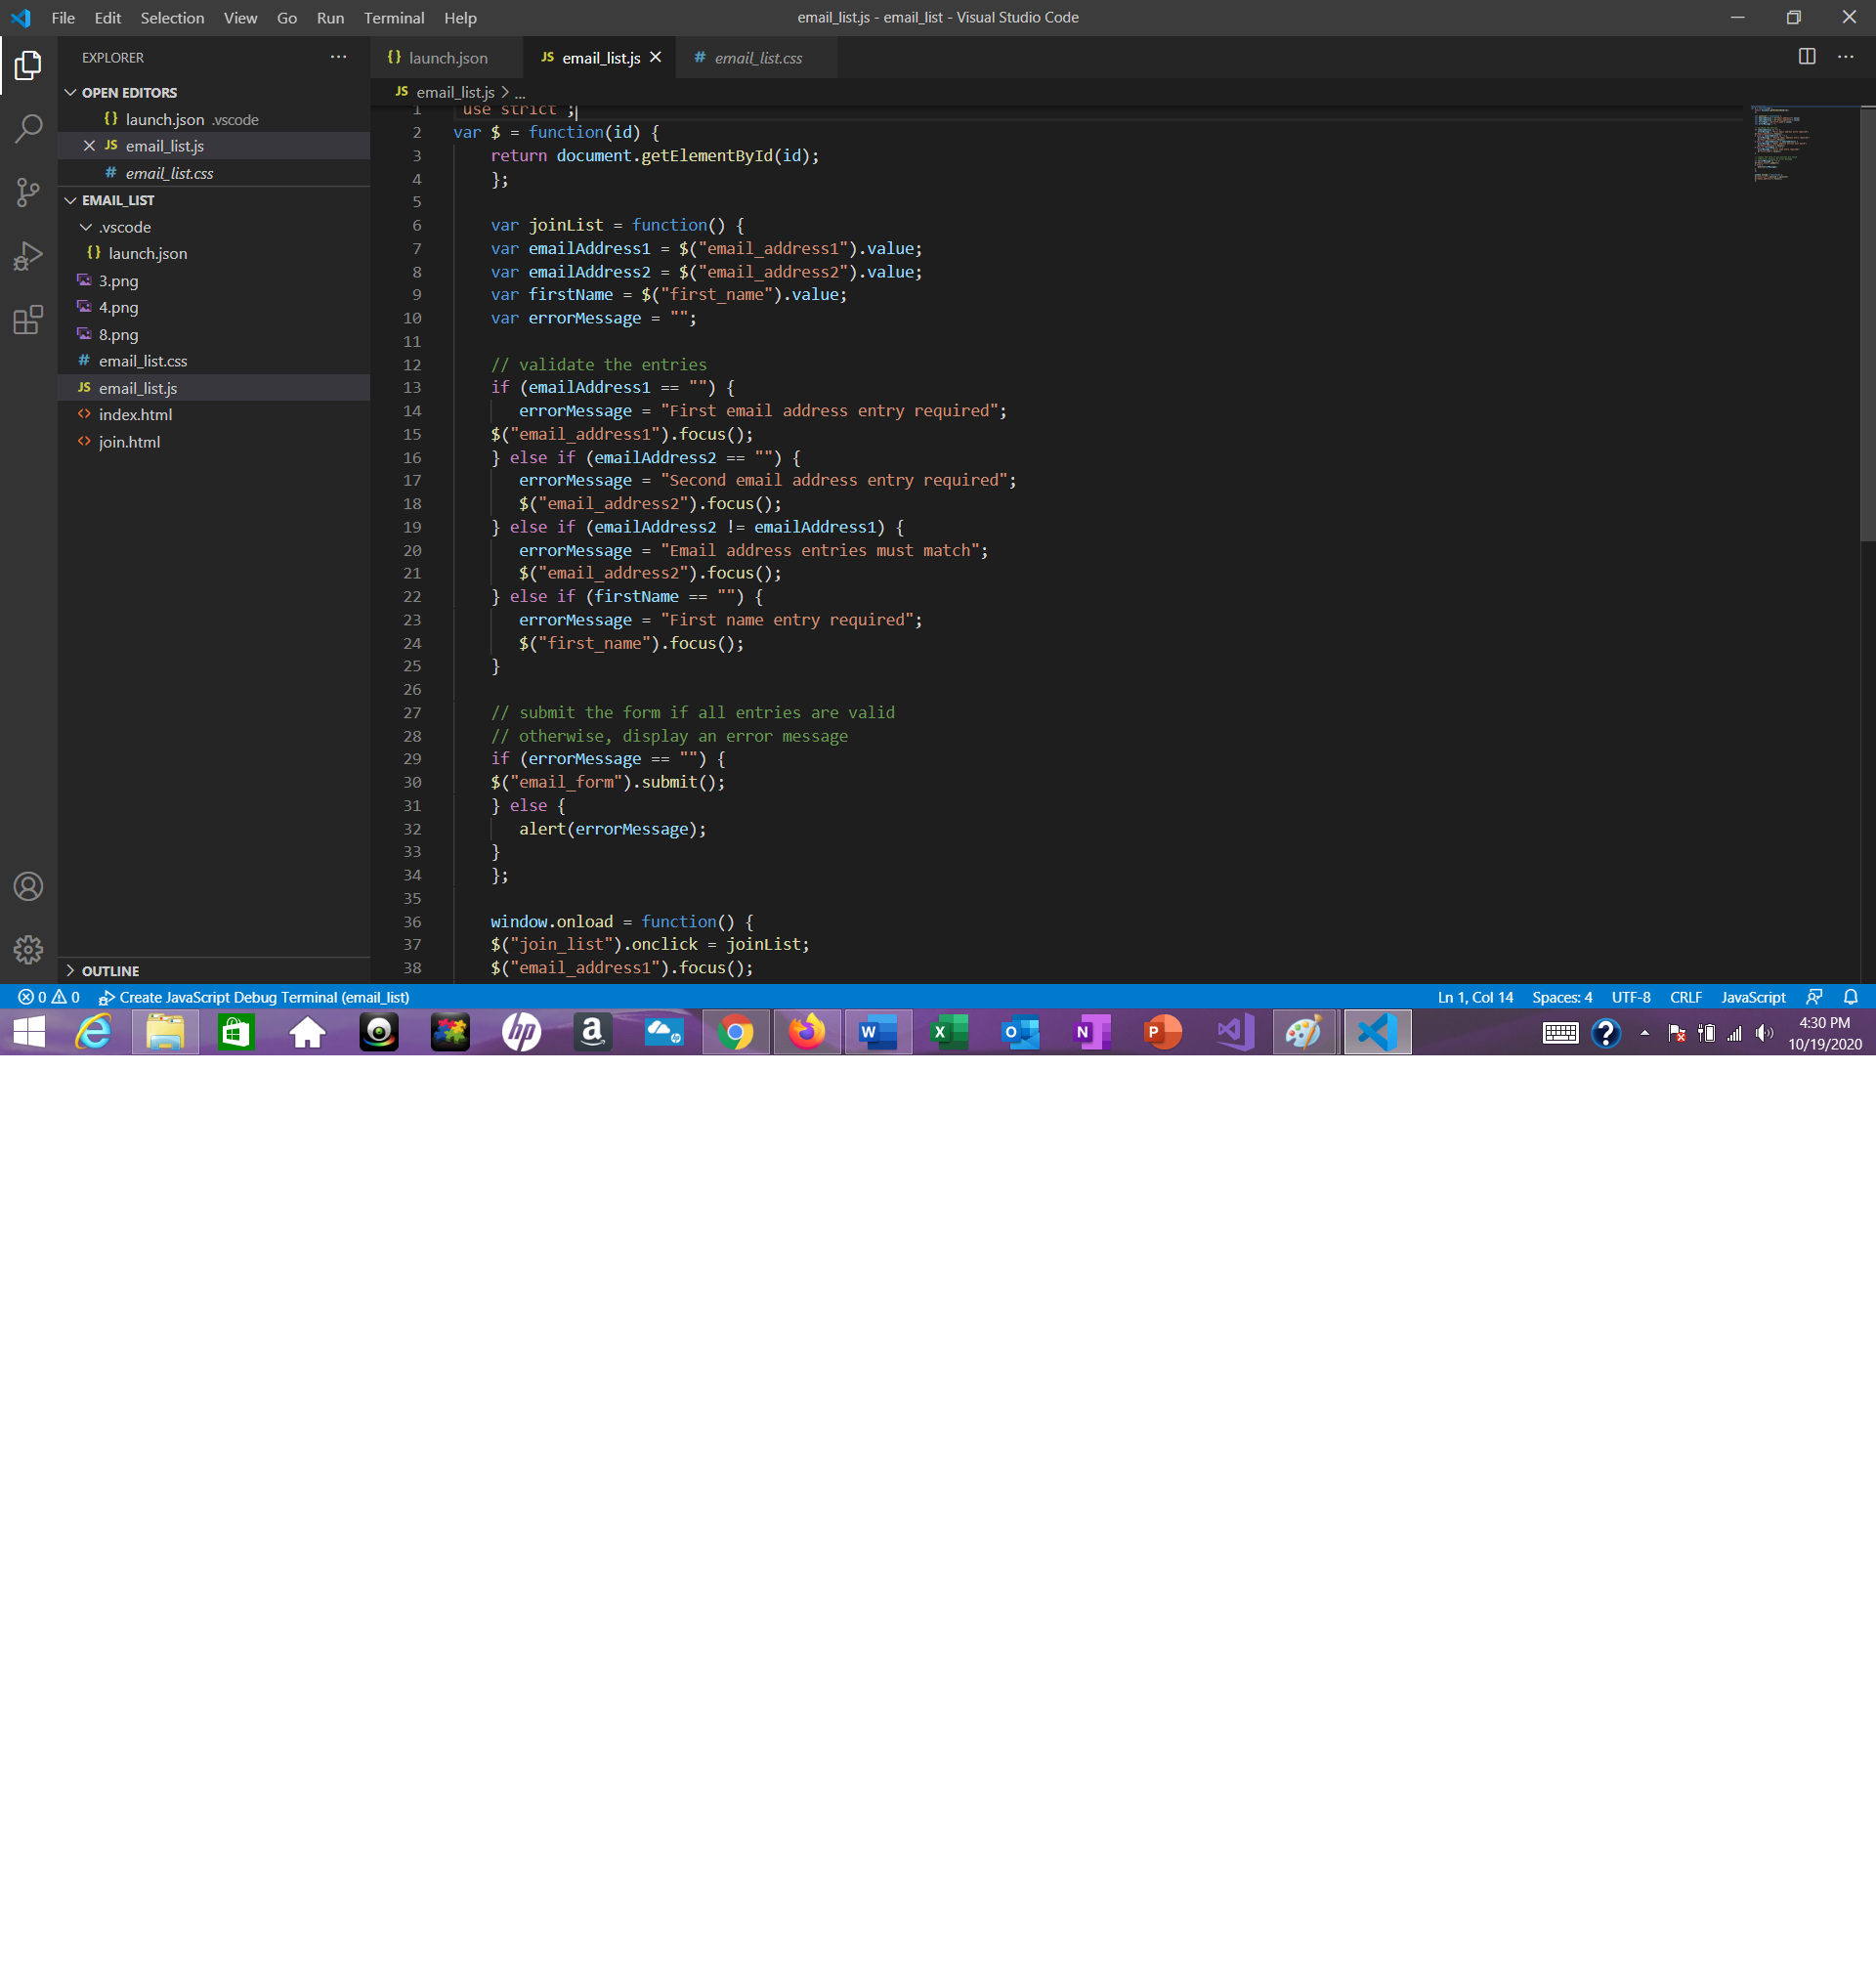 File Edit Selection View Go Run Terminal Help
email_list.js - email_list - Visual Studio Code
EXPLORER
OPEN EDITORS
launch.json .vscode
JS email_list.js
# email_list.css
EMAIL_LIST
.vscode
{} launch.json
3.png
4.png
8.png
# email_list.css
JS email_list.js
<> index.html
<> join.html
OUTLINE
{} launch.json
JS email_list.js
# email_list.css
JS email_list.js > ...
1 use strict ;
2 var $ = function(id) {
3 return document.getElementById(id);
4 };
5
6 var joinList = function() {
7 var emailAddress1 = $("email_address1").value;
8 var emailAddress2 = $("email_address2").value;
9 var firstName = $("first_name").value;
10 var errorMessage = "";
11
12 // validate the entries
13 if (emailAddress1 == "") {
14 errorMessage = "First email address entry required";
15 $("email_address1").focus();
16 } else if (emailAddress2 == "") {
17 errorMessage = "Second email address entry required";
18 $("email_address2").focus();
19 } else if (emailAddress2 != emailAddress1) {
20 errorMessage = "Email address entries must match";
21 $("email_address2").focus();
22 } else if (firstName == "") {
23 errorMessage = "First name entry required";
24 $("first_name").focus();
25 }
26
27 // submit the form if all entries are valid
28 // otherwise, display an error message
29 if (errorMessage == "") {
30 $("email_form").submit();
31 } else {
32 alert(errorMessage);
33 }
34 };
35
36 window.onload = function() {
37 $("join_list").onclick = joinList;
38 $("email_address1").focus();
0 0 Create JavaScript Debug Terminal (email_list)
Ln 1, Col 14 Spaces: 4 UTF-8 CRLF JavaScript
4:30 PM
10/19/2020